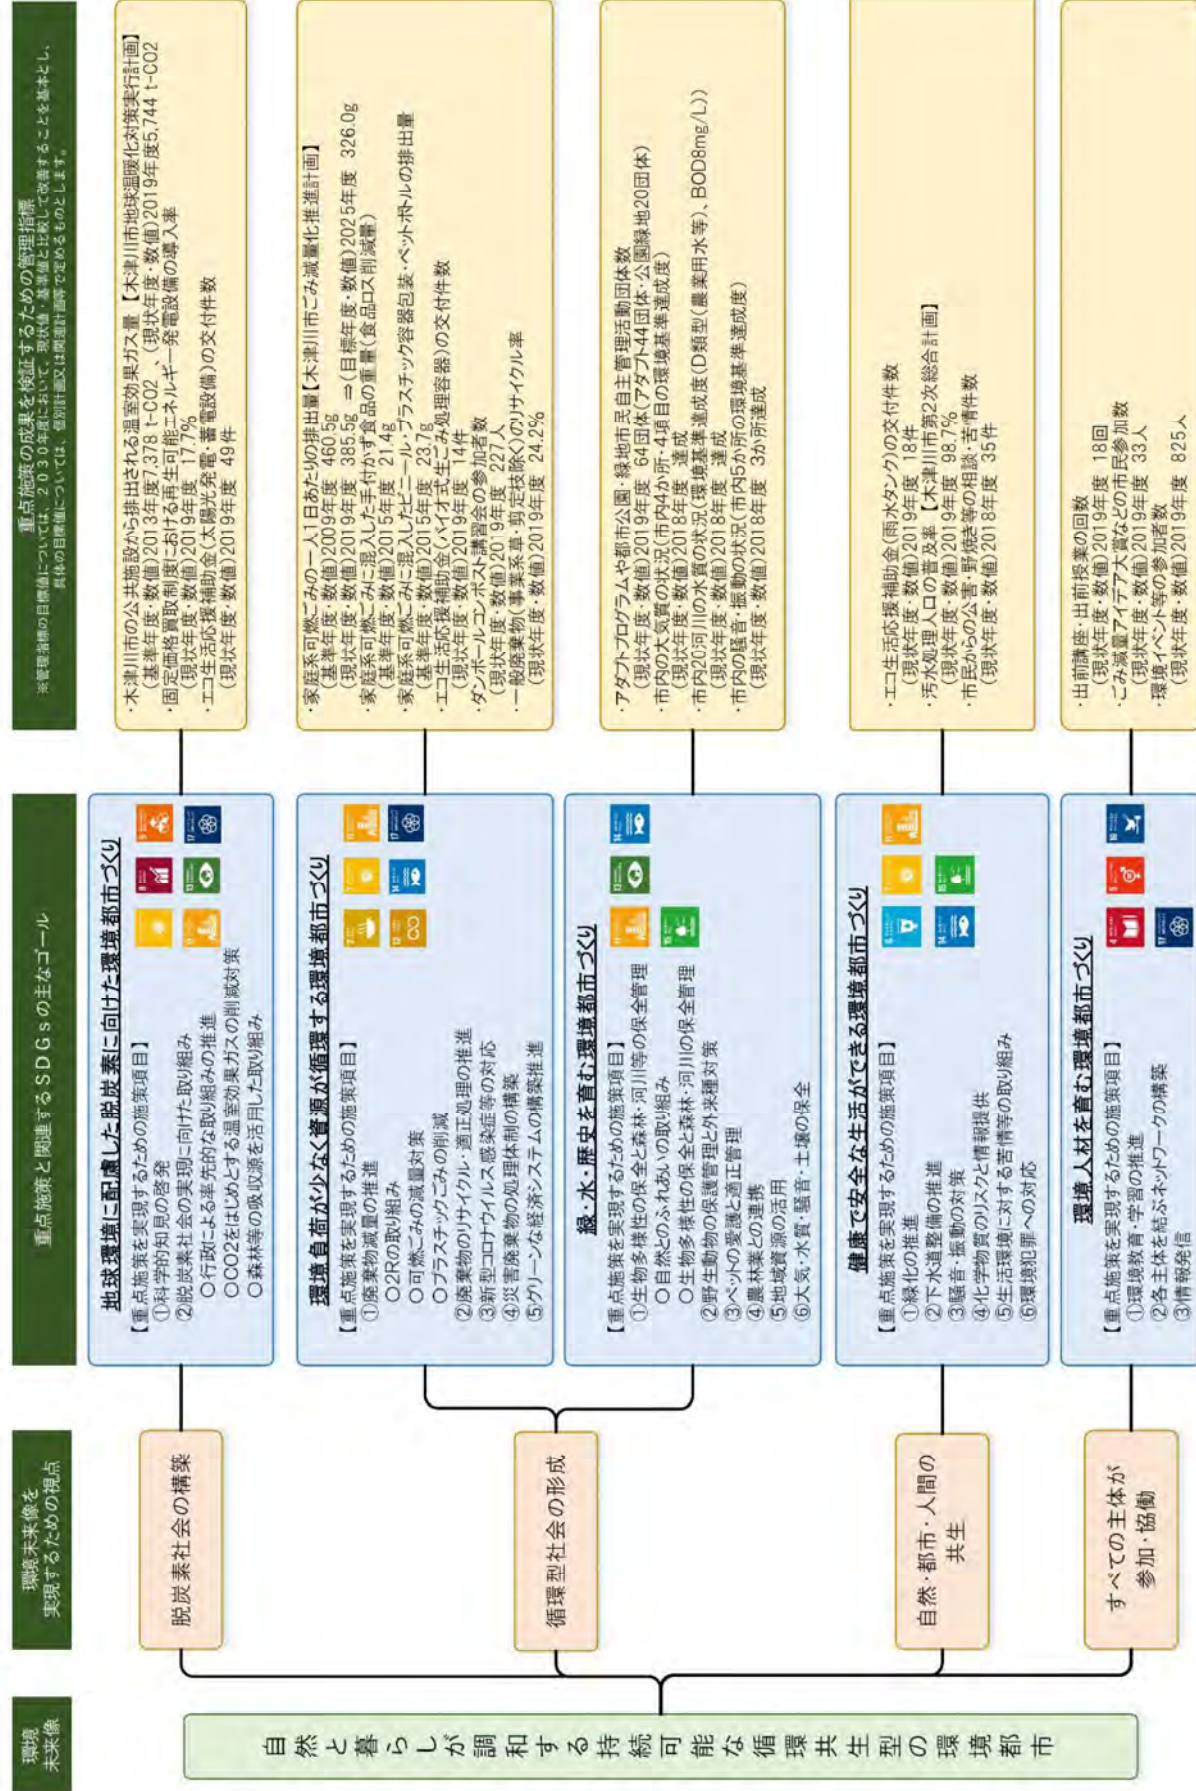 環境
未来像
環境未来像を
実現するための視点
重点施策と関連するSDGsの主なゴール
重点施策の成果を検証するための管理指標
※管理指標の目標値については、2030年度において、現状値・基準値と比較して改善することを基本とし、
具体の目標値については、個別計画又は関連計画等で定めるものとします。
自然と暮らしが調和する持続可能な循環共生型の環境都市
脱炭素社会の構築
地球環境に配慮した脱炭素に向けた環境都市づくり
【重点施策を実現するための施策項目】
①科学的知見の啓発
②脱炭素社会の実現に向けた取り組み
○行政による率先的な取り組みの推進
○CO2をはじめとする温室効果ガスの削減対策
○森林等の吸収源を活用した取り組み
・木津川市の公共施設から排出される温室効果ガス量 【木津川市地球温暖化対策実行計画】
(基準年度・数値)2013年度7,378 t-CO2 、(現状年度・数値)2019年度5,744 t-CO2
・固定価格買取制度における再生可能エネルギー発電設備の導入率
(現状年度・数値)2019年度 17.7%
・エコ生活応援補助金(太陽光発電・蓄電設備)の交付件数
(現状年度・数値)2019年度 49件
循環型社会の形成
環境負荷が少なく資源が循環する環境都市づくり
【重点施策を実現するための施策項目】
①廃棄物減量の推進
○2Rの取組み
○可燃ごみの減量対策
○プラスチックごみの削減
②廃棄物のリサイクル・適正処理の推進
③新型コロナウイルス感染症等の対応
④災害廃棄物の処理体制の構築
⑤グリーンな経済システムの構築推進
・家庭系可燃ごみの一人1日あたりの排出量【木津川市ごみ減量化推進計画】
(基準年度・数値)2009年度 460.5g
(現状年度・数値)2019年度 385.5g ⇒(目標年度・数値)2025年度 326.0g
・家庭系可燃ごみに混入した手付かず食品の重量(食品ロス削減量)
(基準年度・数値)2015年度 21.4g
・家庭系可燃ごみに混入したビニール・プラスチック容器包装・ペットボトルの排出量
(基準年度・数値)2015年度 23.7g
・エコ生活応援補助金(バイオ式生ごみ処理容器)の交付件数
(現状年度・数値)2019年度 14件
・ダンボールコンポスト講習会の参加者数
(現状年度・数値)2019年度 227人
・一般廃棄物(事業系草・剪定枝除く)のリサイクル率
(現状年度・数値)2019年度 24.2%
緑・水・歴史を育む環境都市づくり
【重点施策を実現するための施策項目】
①生物多様性の保全と森林・河川等の保全管理
○自然とのふれあいの取り組み
○生物多様性の保全と森林・河川の保全管理
②野生動物の保護管理と外来種対策
③ペットの愛護と適正管理
④農林業との連携
⑤地域資源の活用
⑥大気・水質・騒音・土壌の保全
・アダプトプログラムや都市公園・緑地市民自主管理活動団体数
(現状年度・数値)2019年度 64団体(アダプト44団体・公園緑地20団体)
・市内の大気質の状況(市内4か所・4項目の環境基準達成度)
(現状年度・数値)2018年度 達成
・市内20河川の水質の状況(環境基準達成度(D類型(農業用水等)、BOD8mg/L))
(現状年度・数値)2018年度 達成
・市内の騒音・振動の状況(市内5か所の環境基準達成度)
(現状年度・数値)2018年度 3か所達成
自然・都市・人間の
共生
健康で安全な生活ができる環境都市づくり
【重点施策を実現するための施策項目】
①緑化の推進
②下水道整備の推進
③騒音・振動の対策
④化学物質のリスクと情報提供
⑤生活環境に対する苦情等の取り組み
⑥環境犯罪への対応
・エコ生活応援補助金(雨水タンク)の交付件数
(現状年度・数値)2019年度 18件
・汚水処理人口の普及率 【木津川市第2次総合計画】
(現状年度・数値)2019年度 98.7%
・市民からの公害・野焼き等の相談・苦情件数
(現状年度・数値)2018年度 35件
すべての主体が
参加・協働
環境人材を育む環境都市づくり
【重点施策を実現するための施策項目】
①環境教育・学習の推進
②各主体を結ぶネットワークの構築
③情報発信
・出前講座・出前授業の回数
(現状年度・数値)2019年度 18回
・ごみ減量アイデア大賞などの市民参加数
(現状年度・数値)2019年度 33人
・環境イベント等の参加者数
(現状年度・数値)2019年度 825人